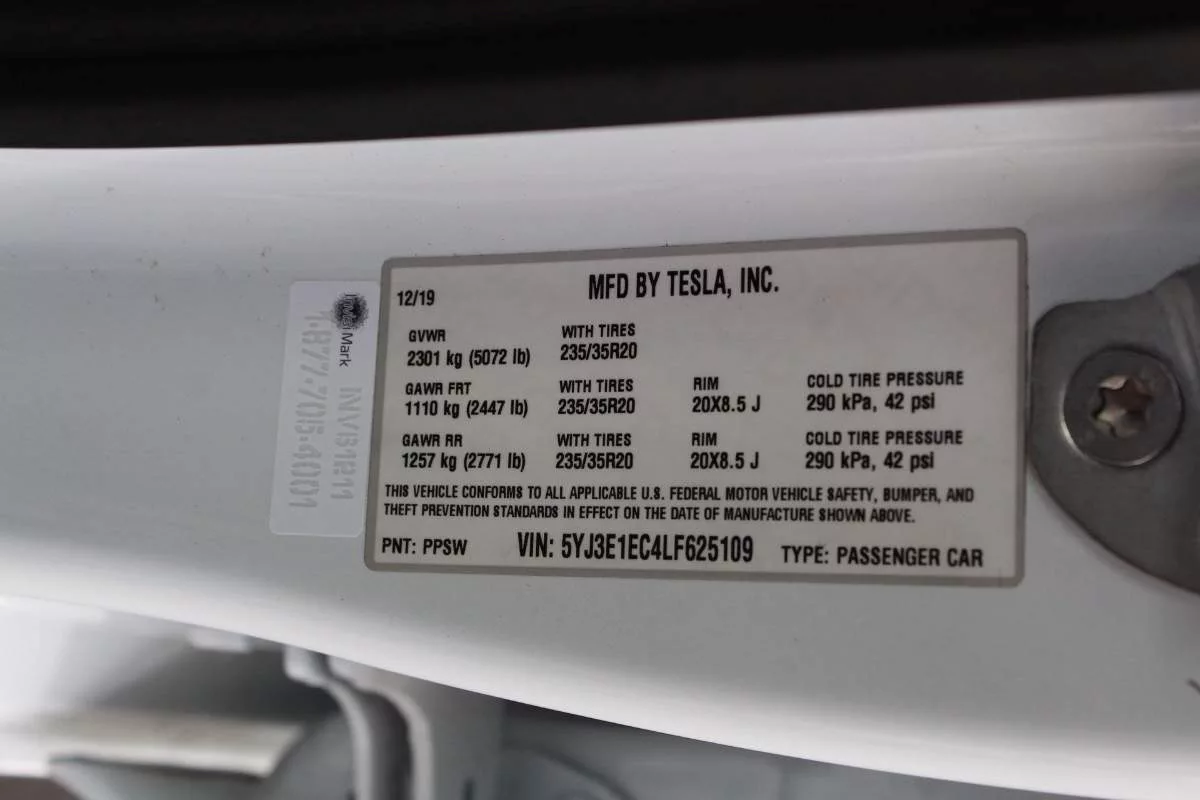 MFD BY TESLA, INC.
12/19
GVWR WITH TIRES
2301 kg (5072 lb) 235/35R20
GAWR FRT WITH TIRES RIM COLD TIRE PRESSURE
1110 kg (2447 lb) 235/35R20 20X8.5 J 290 kPa, 42 psi
GAWR RR WITH TIRES RIM COLD TIRE PRESSURE
1257 kg (2771 lb) 235/35R20 20X8.5 J 290 kPa, 42 psi
THIS VEHICLE CONFORMS TO ALL APPLICABLE U.S. FEDERAL MOTOR VEHICLE SAFETY, BUMPER, AND
THEFT PREVENTION STANDARDS IN EFFECT ON THE DATE OF MANUFACTURE SHOWN ABOVE.
PNT: PPSW VIN: 5YJ3E1EC4LF625109 TYPE: PASSENGER CAR
Mark
1-877-705-4001